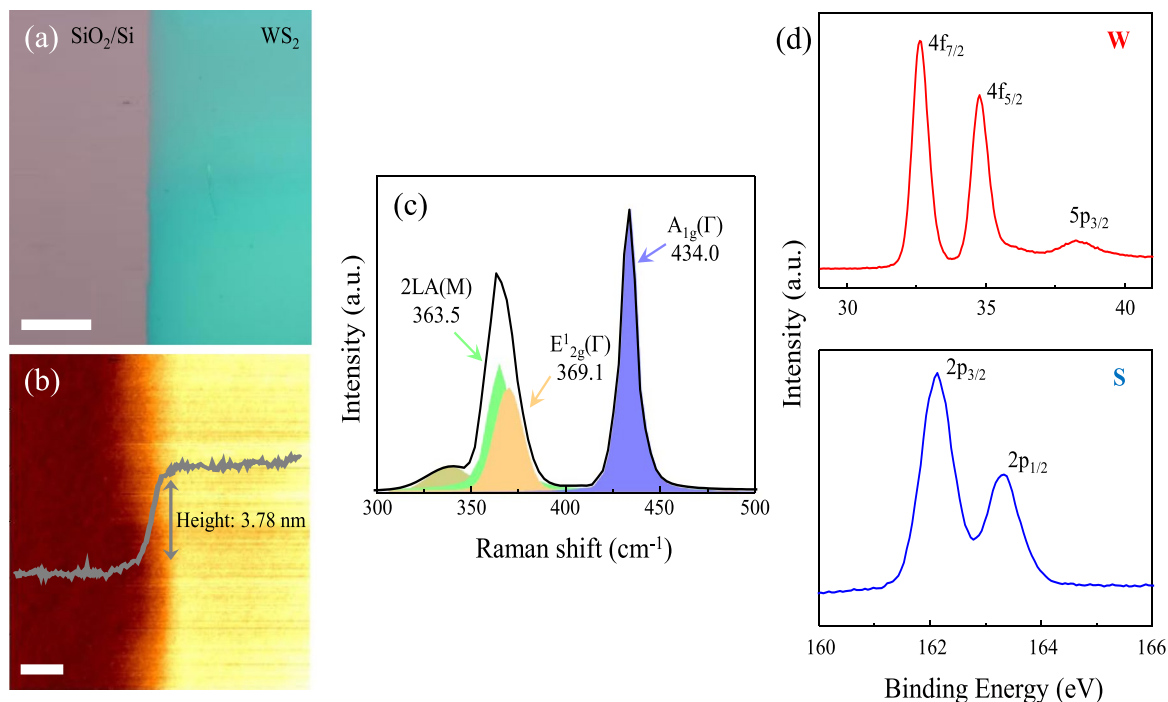 (a)
SiO₂/Si
WS₂
(b)
Height: 3.78 nm
(c)
Intensity (a.u.)
2LA(M)
363.5
E¹₂g(Γ)
369.1
A₁g(Γ)
434.0
300 350 400 450 500
Raman shift (cm⁻¹)
(d)
W
4f₇/₂
4f₅/₂
5p₃/₂
30 35 40
Intensity (a.u.)
S
2p₃/₂
2p₁/₂
160 162 164 166
Binding Energy (eV)